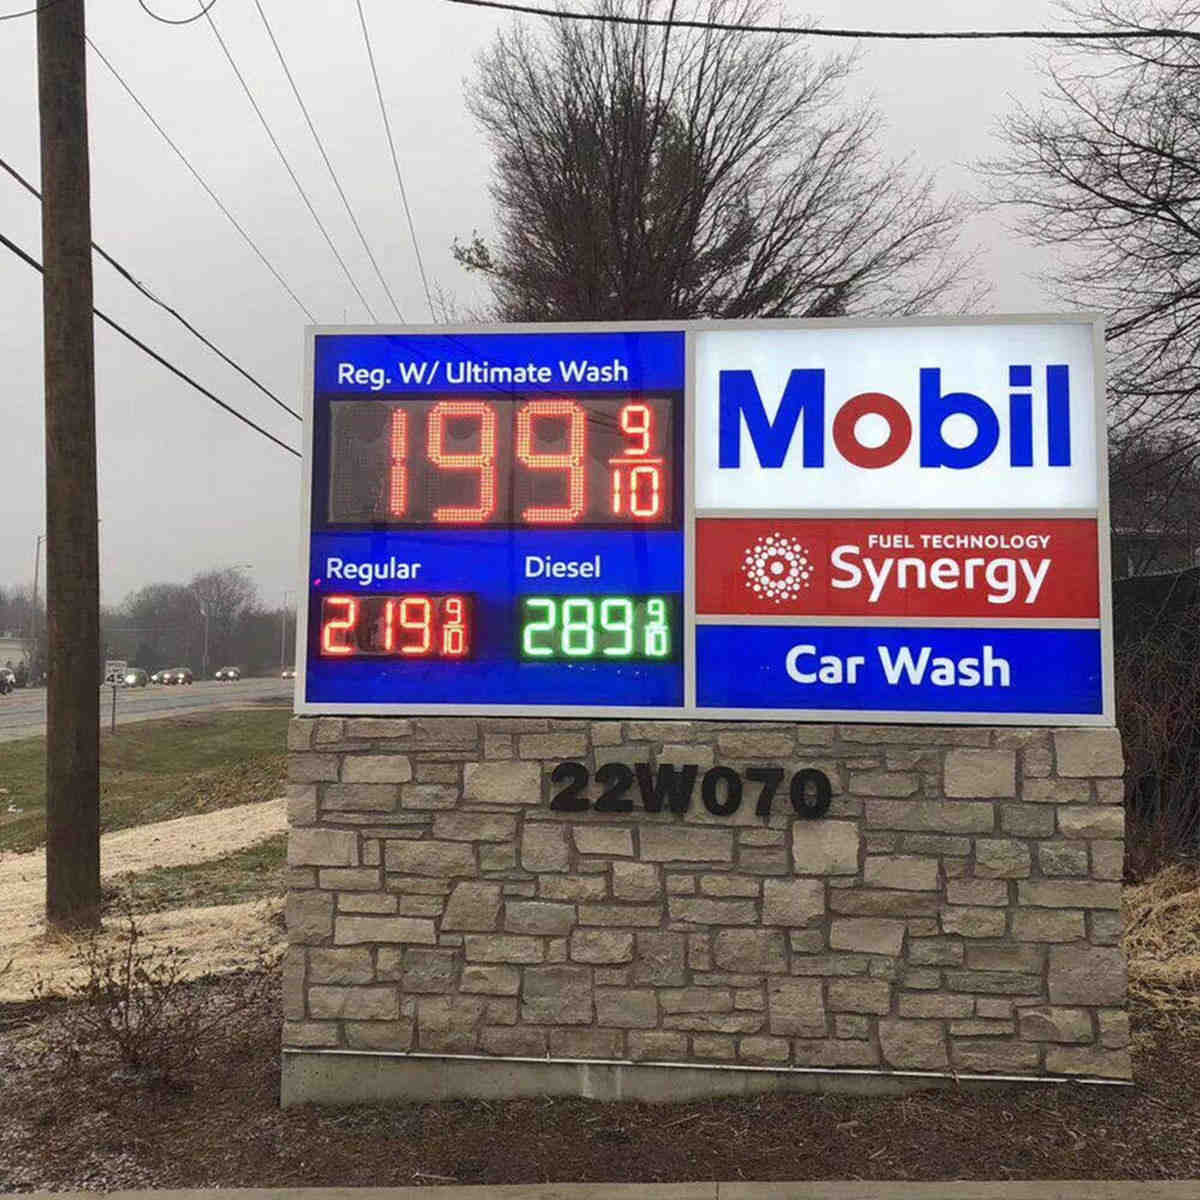 Reg. W/ Ultimate Wash
199 9/10
Regular
219 9/10
Diesel
289 9/10
Mobil
FUEL TECHNOLOGY
Synergy
Car Wash
22W070
45